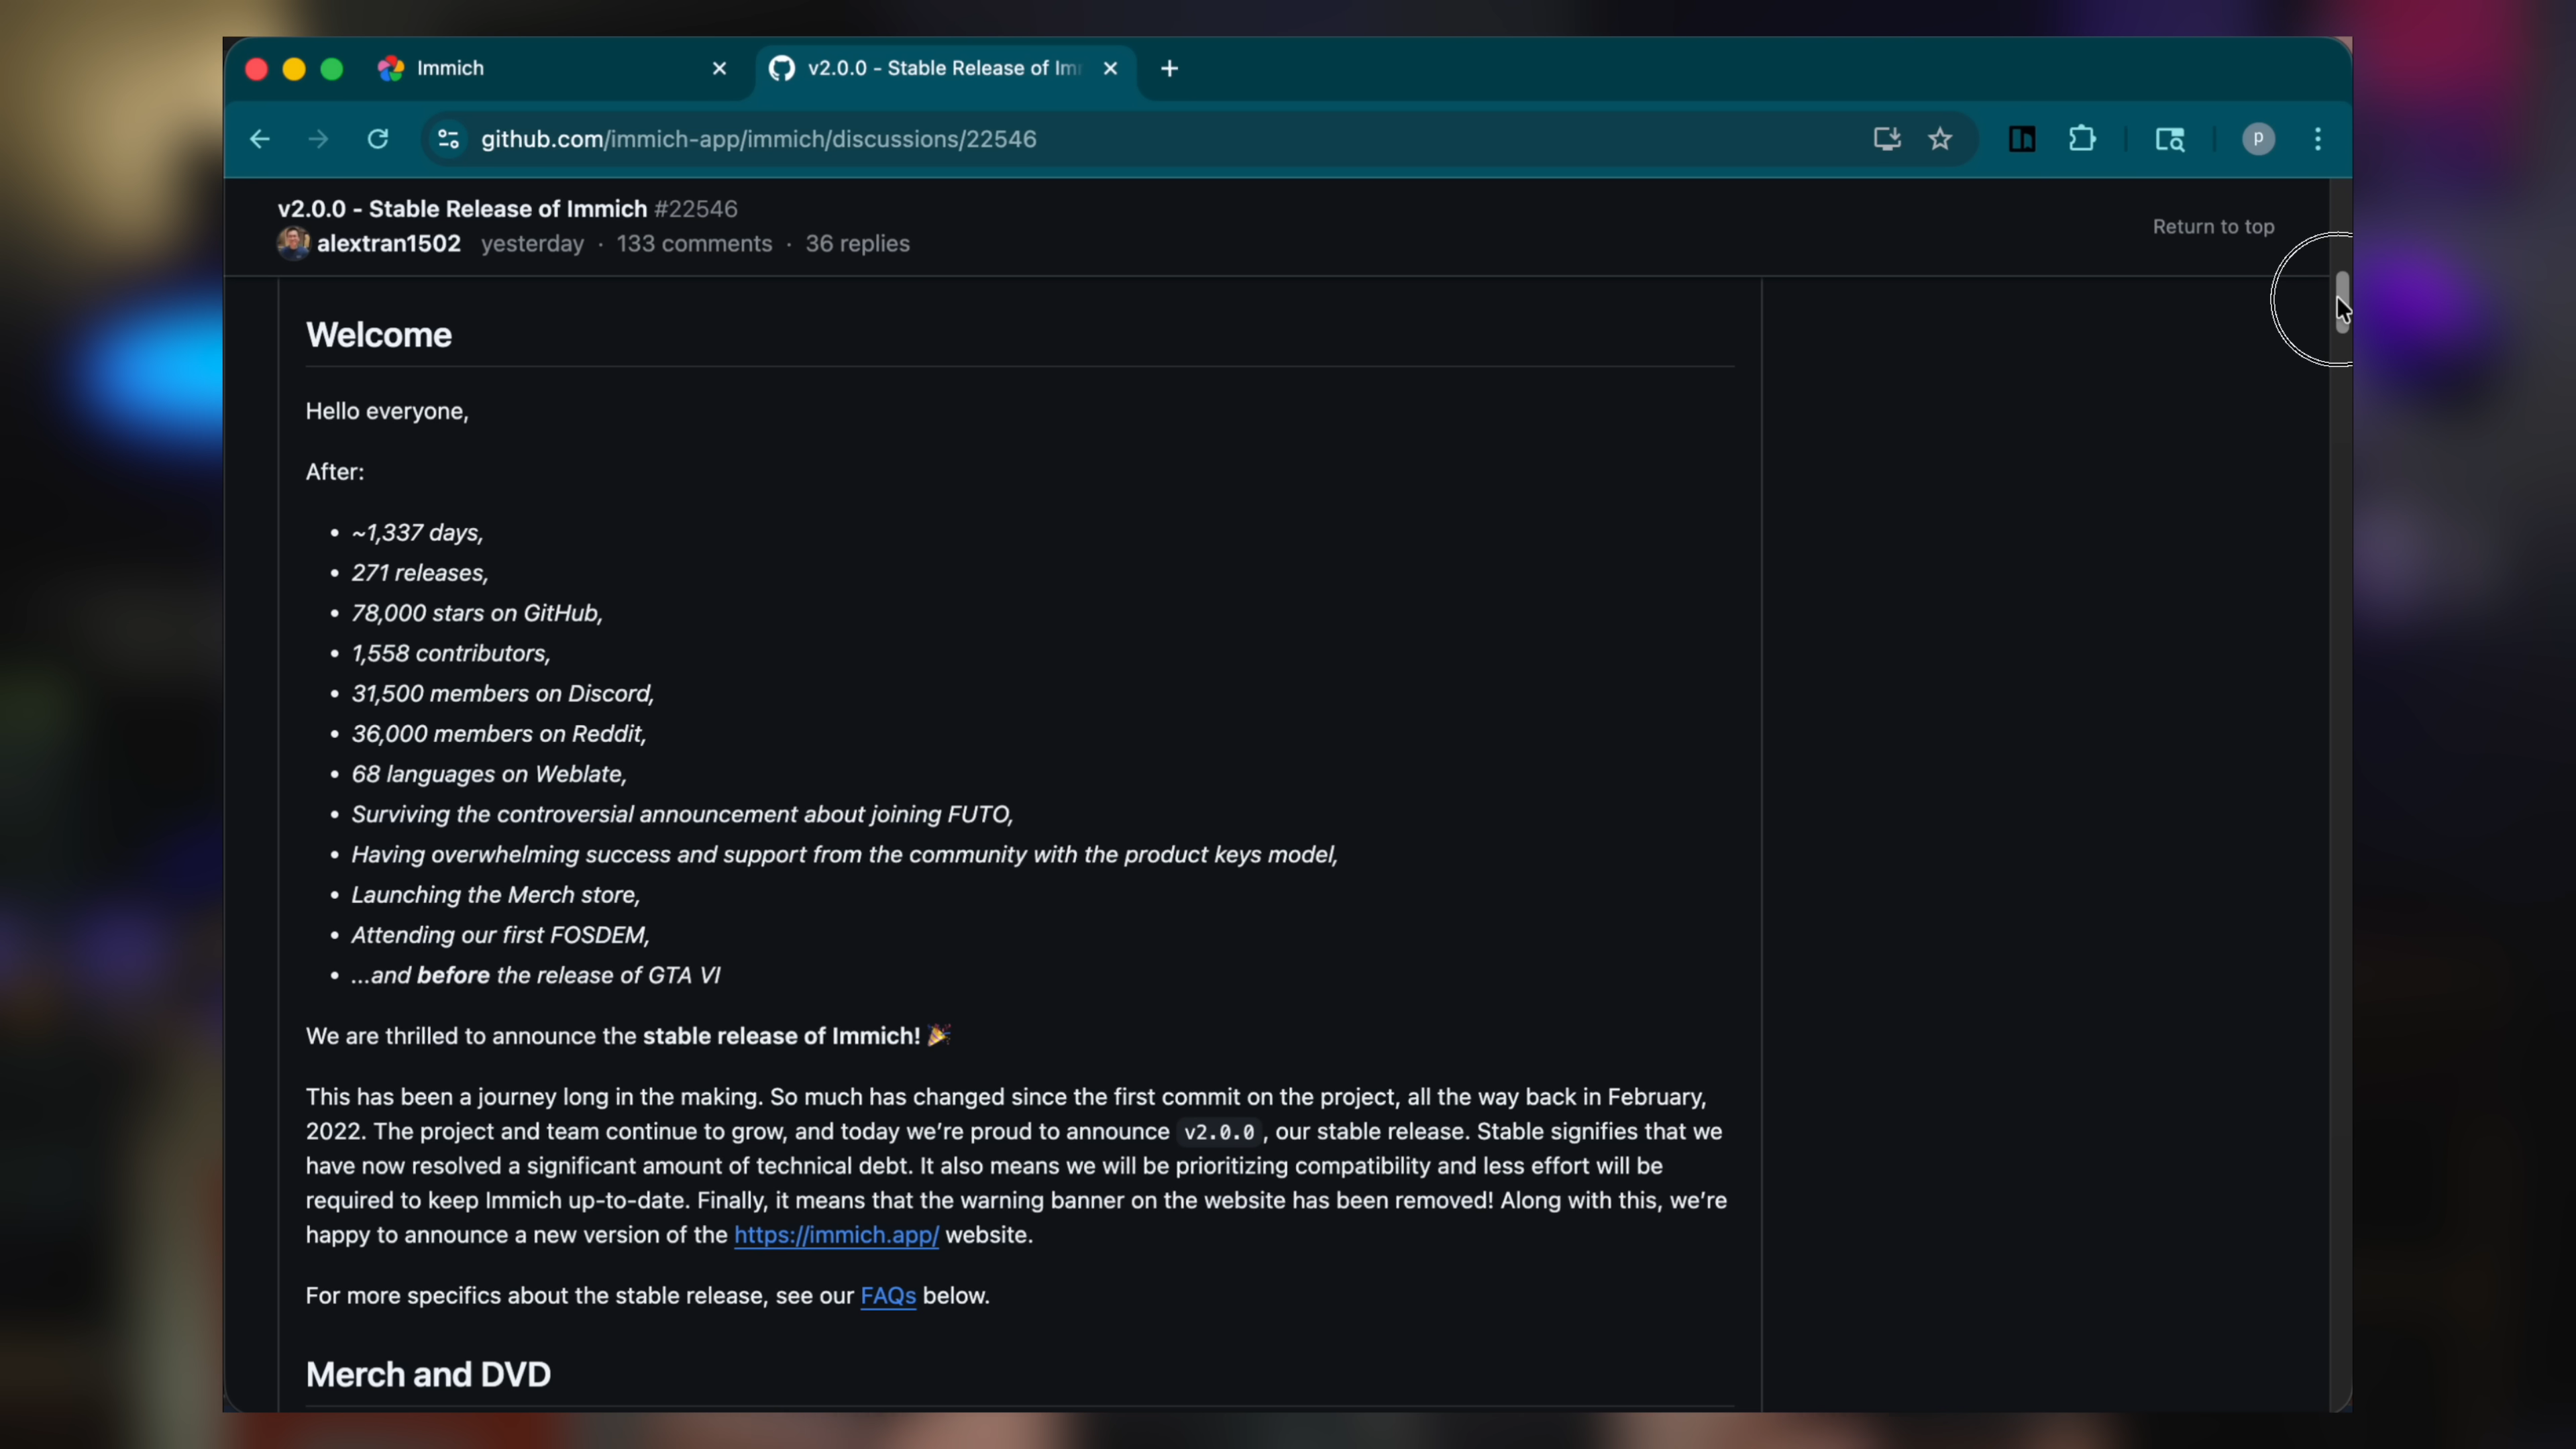 Immich
v2.0.0 - Stable Release of Im
github.com/immich-app/immich/discussions/22546
P
v2.0.0 - Stable Release of Immich #22546
alextran1502 yesterday · 133 comments · 36 replies
Return to top
Welcome
Hello everyone,
After:
• ~1,337 days,
• 271 releases,
• 78,000 stars on GitHub,
• 1,558 contributors,
• 31,500 members on Discord,
• 36,000 members on Reddit,
• 68 languages on Weblate,
• Surviving the controversial announcement about joining FUTO,
• Having overwhelming success and support from the community with the product keys model,
• Launching the Merch store,
• Attending our first FOSDEM,
• ...and before the release of GTA VI
We are thrilled to announce the stable release of Immich! 🎉
This has been a journey long in the making. So much has changed since the first commit on the project, all the way back in February,
2022. The project and team continue to grow, and today we’re proud to announce v2.0.0 , our stable release. Stable signifies that we
have now resolved a significant amount of technical debt. It also means we will be prioritizing compatibility and less effort will be
required to keep Immich up-to-date. Finally, it means that the warning banner on the website has been removed! Along with this, we’re
happy to announce a new version of the https://immich.app/ website.
For more specifics about the stable release, see our FAQs below.
Merch and DVD